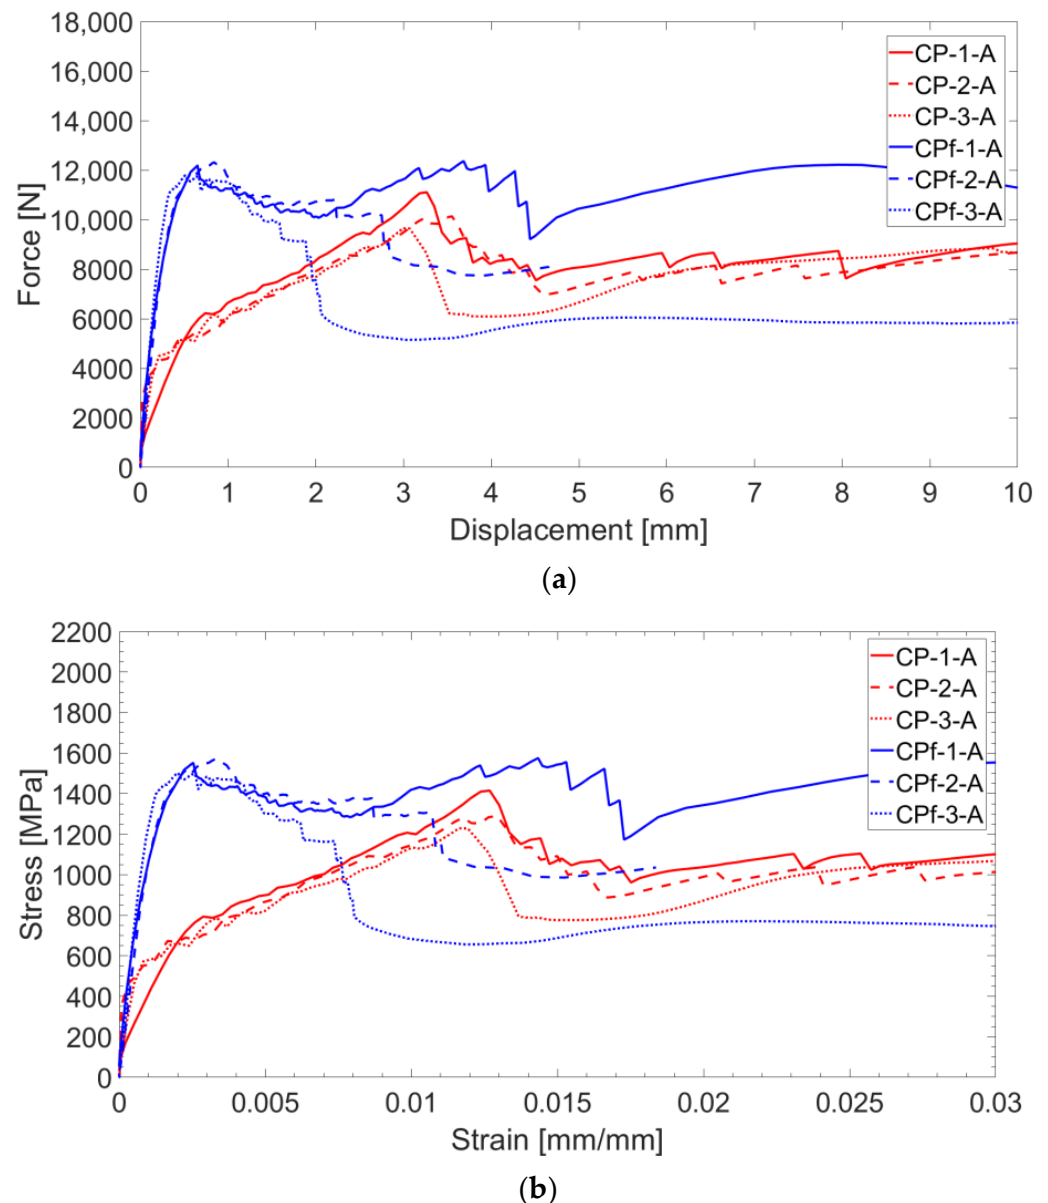 18,000
16,000
14,000
12,000
10,000
8000
6000
4000
2000
0
Force [N]
CP-1-A
CP-2-A
CP-3-A
CPf-1-A
CPf-2-A
CPf-3-A
0 1 2 3 4 5 6 7 8 9 10
Displacement [mm]
(a)
2200
2000
1800
1600
1400
1200
1000
800
600
400
200
0
Stress [MPa]
CP-1-A
CP-2-A
CP-3-A
CPf-1-A
CPf-2-A
CPf-3-A
0 0.005 0.01 0.015 0.02 0.025 0.03
Strain [mm/mm]
(b)